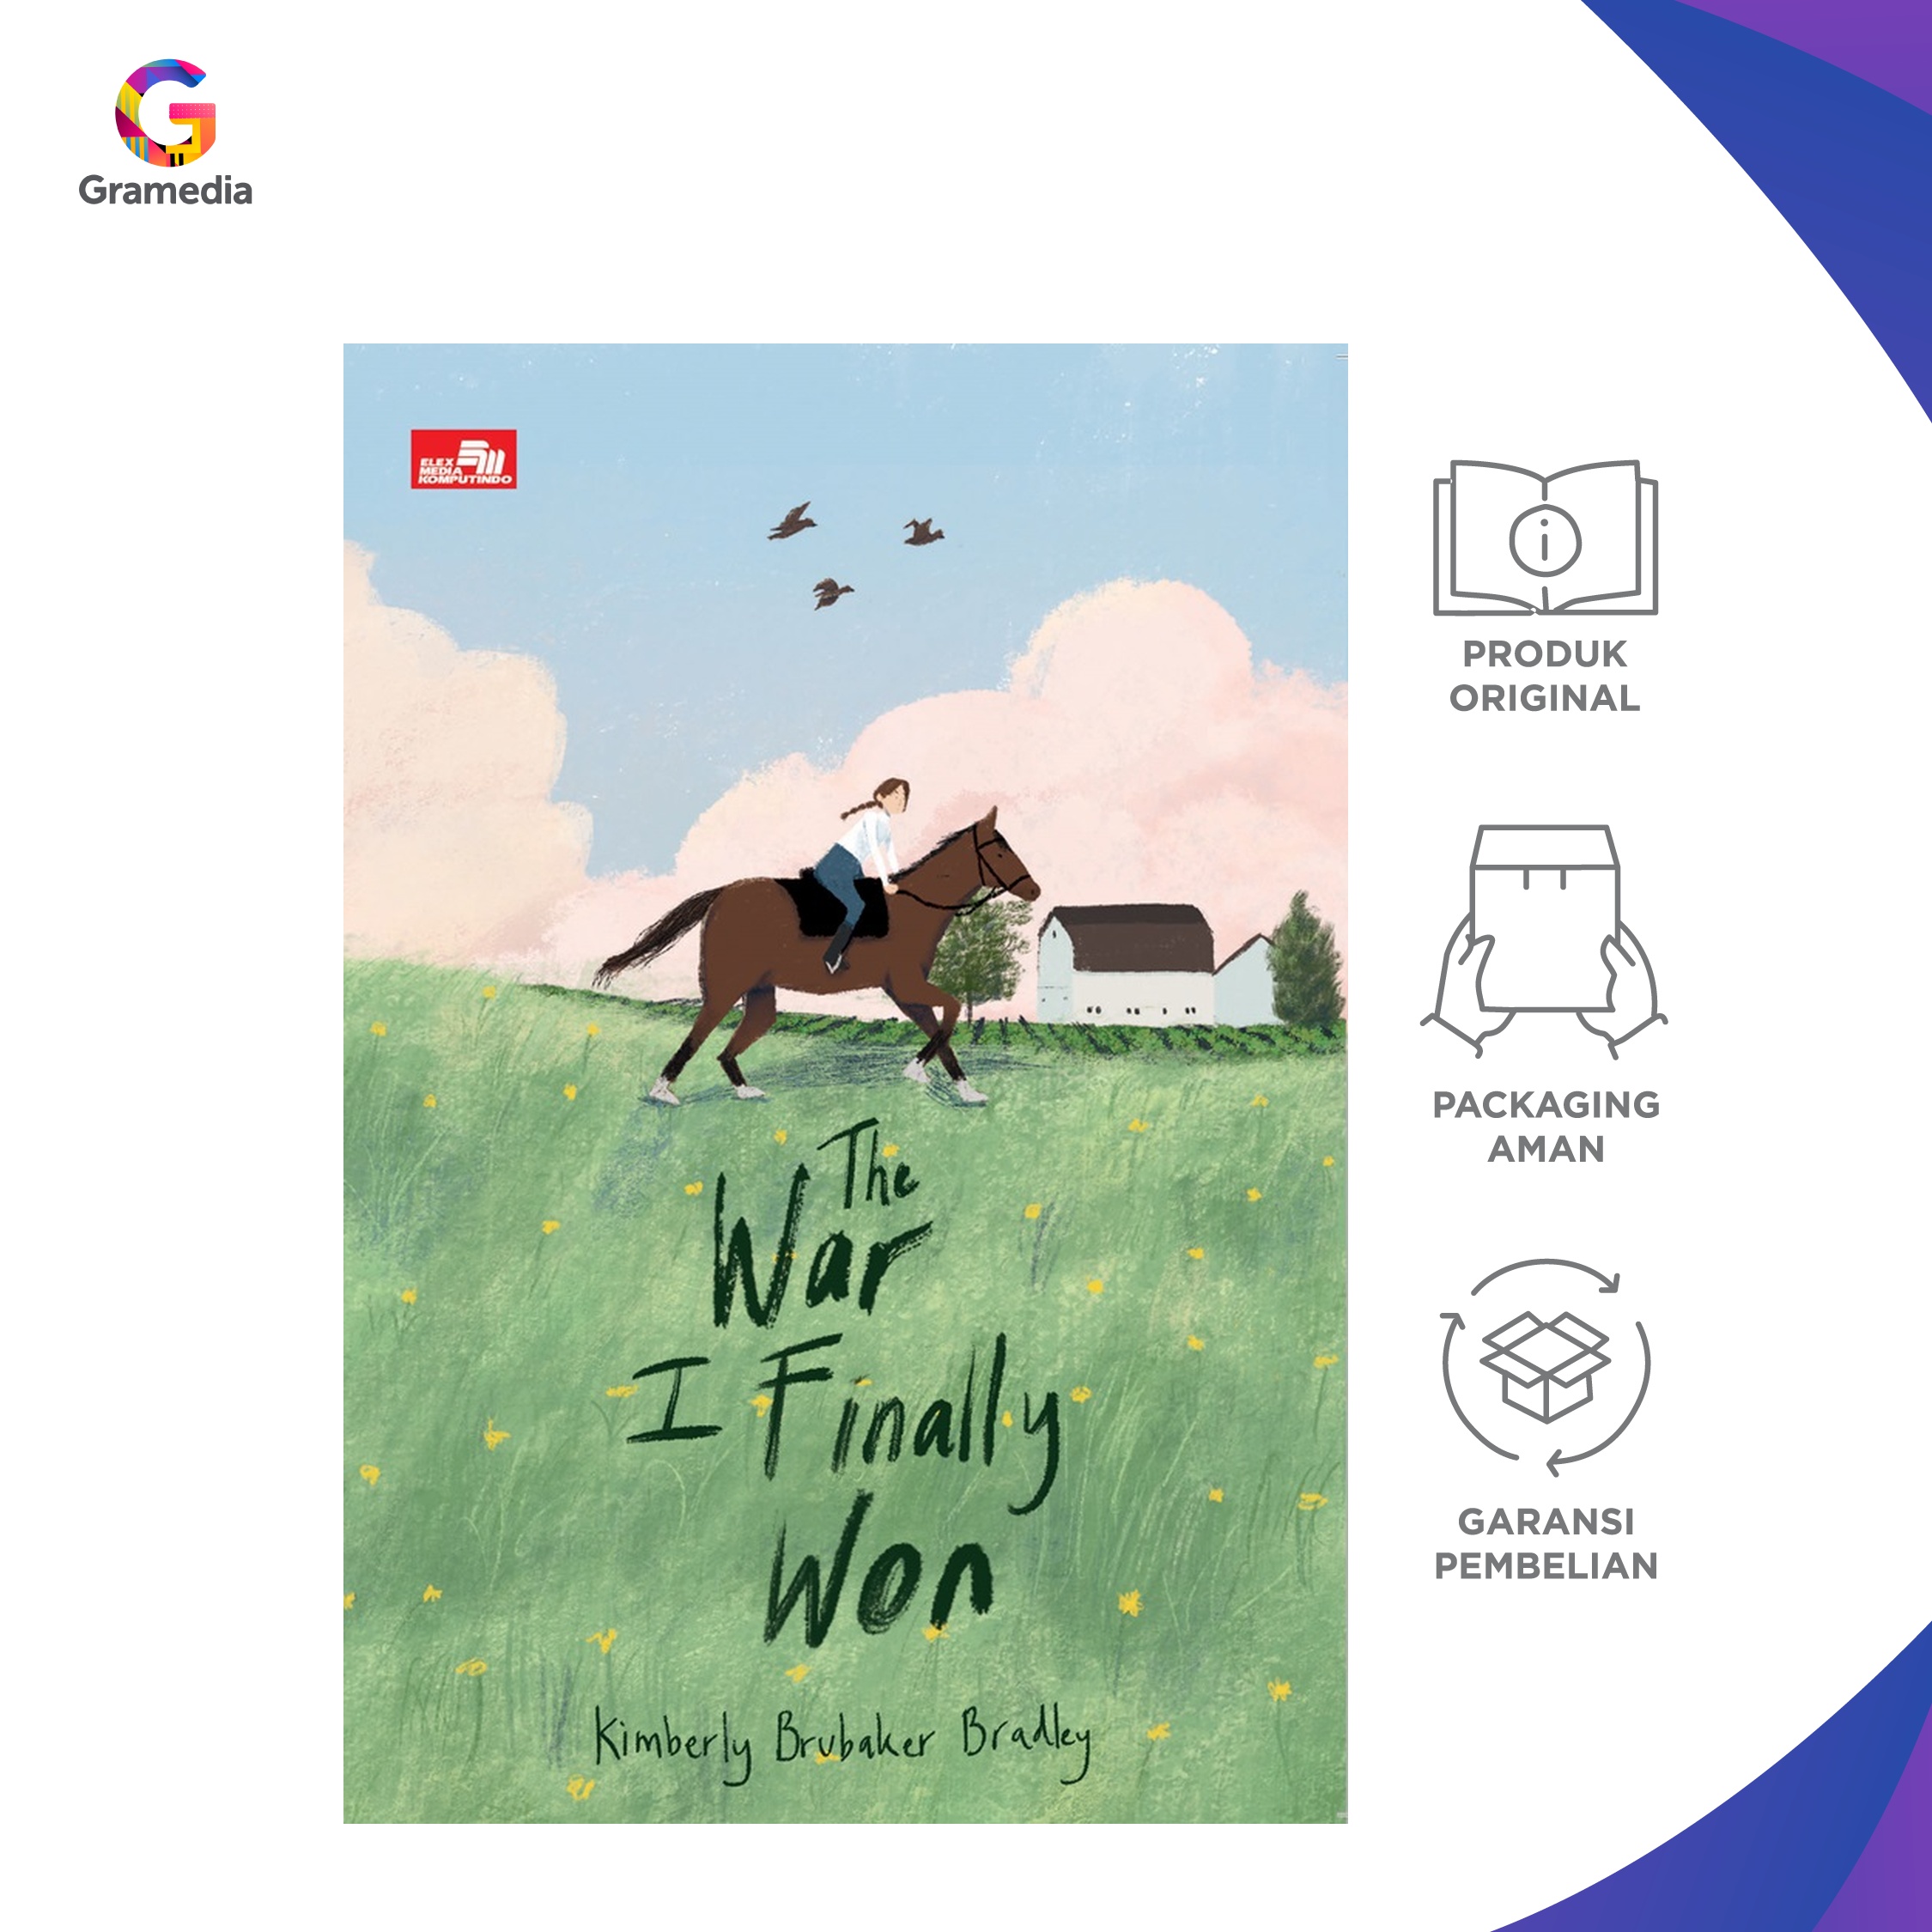 Gramedia
ELEX
MEDIA
KOMPUTINDO
The
War
I Finally
Won
Kimberly Brubaker Bradley
PRODUK
ORIGINAL
PACKAGING
AMAN
GARANSI
PEMBELIAN